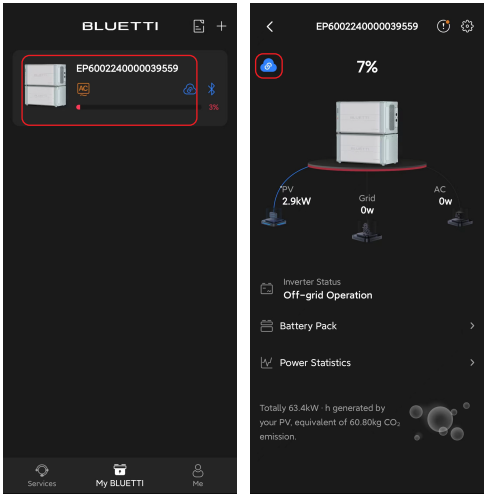 BLUETTI
EP6002240000039559
AC
3%
Services
My BLUETTI
Me
EP6002240000039559
7%
PV
2.9kW
Grid
0w
AC
0w
Inverter Status
Off-grid Operation
Battery Pack
Power Statistics
Totally 63.4kW · h generated by
your PV, equivalent of 60.80kg CO₂
emission.